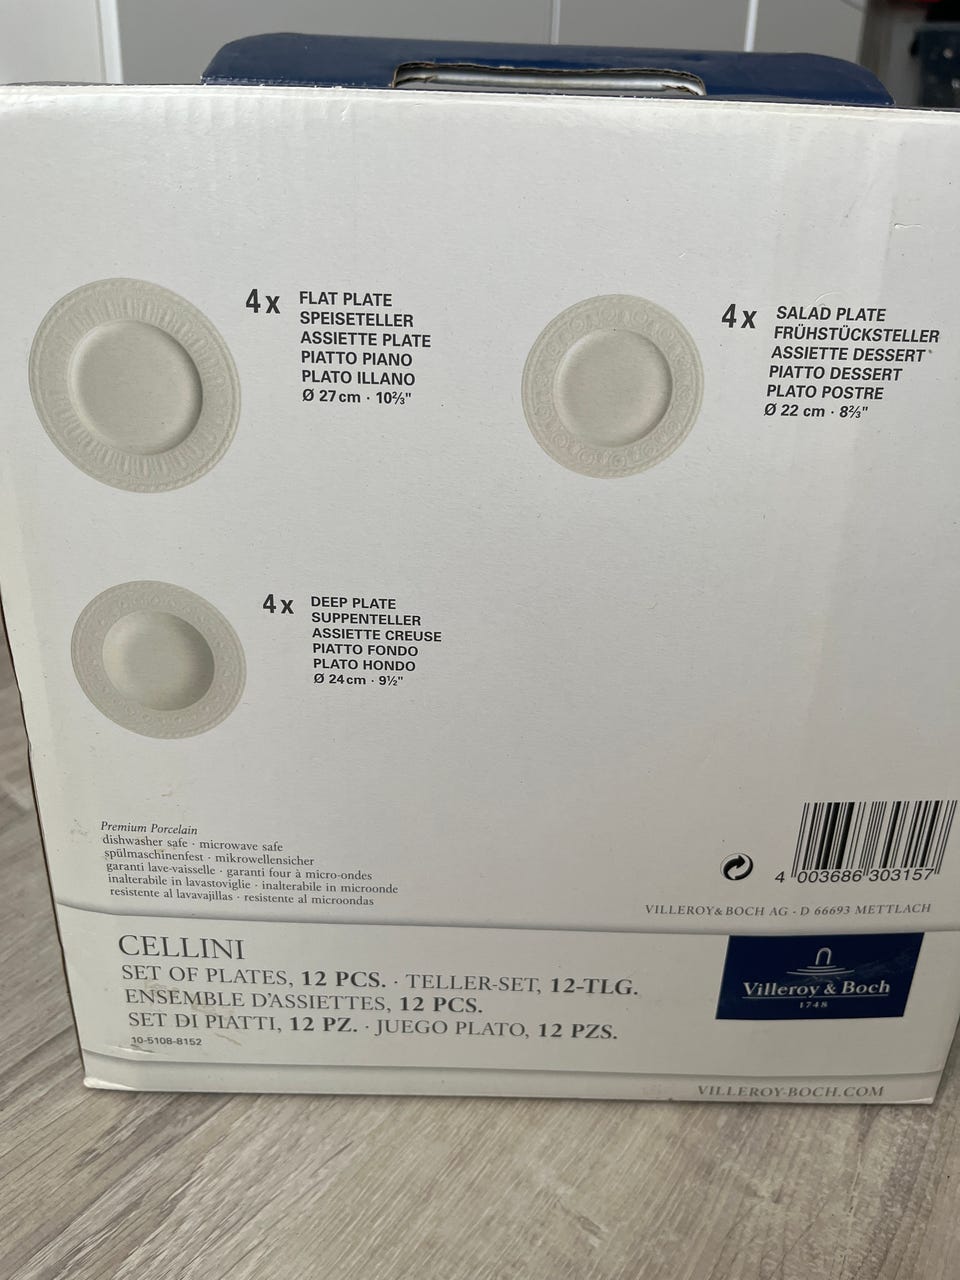 4x
FLAT PLATE
SPEISETELLER
ASSIETTE PLATE
PIATTO PIANO
PLATO ILLANO
Ø 27 cm · 10⅔"
4x
SALAD PLATE
FRÜHSTÜCKSTELLER
ASSIETTE DESSERT
PIATTO DESSERT
PLATO POSTRE
Ø 22 cm · 8⅔"
4x
DEEP PLATE
SUPPENTELLER
ASSIETTE CREUSE
PIATTO FONDO
PLATO HONDO
Ø 24 cm · 9½"
Premium Porcelain
dishwasher safe · microwave safe
spülmaschinenfest · mikrowellensicher
garanti lave-vaisselle · garanti four à micro-ondes
inalterabile in lavastoviglie · inalterabile in microonde
resistente al lavavajillas · resistente al microondas
4 003686 303157
VILLEROY&BOCH AG · D 66693 METTLACH
CELLINI
SET OF PLATES, 12 PCS. · TELLER-SET, 12-TLG.
ENSEMBLE D'ASSIETTES, 12 PCS.
SET DI PIATTI, 12 PZ. · JUEGO PLATO, 12 PZS.
10-5108-8152
Villeroy & Boch
1748
VILLEROY-BOCH.COM